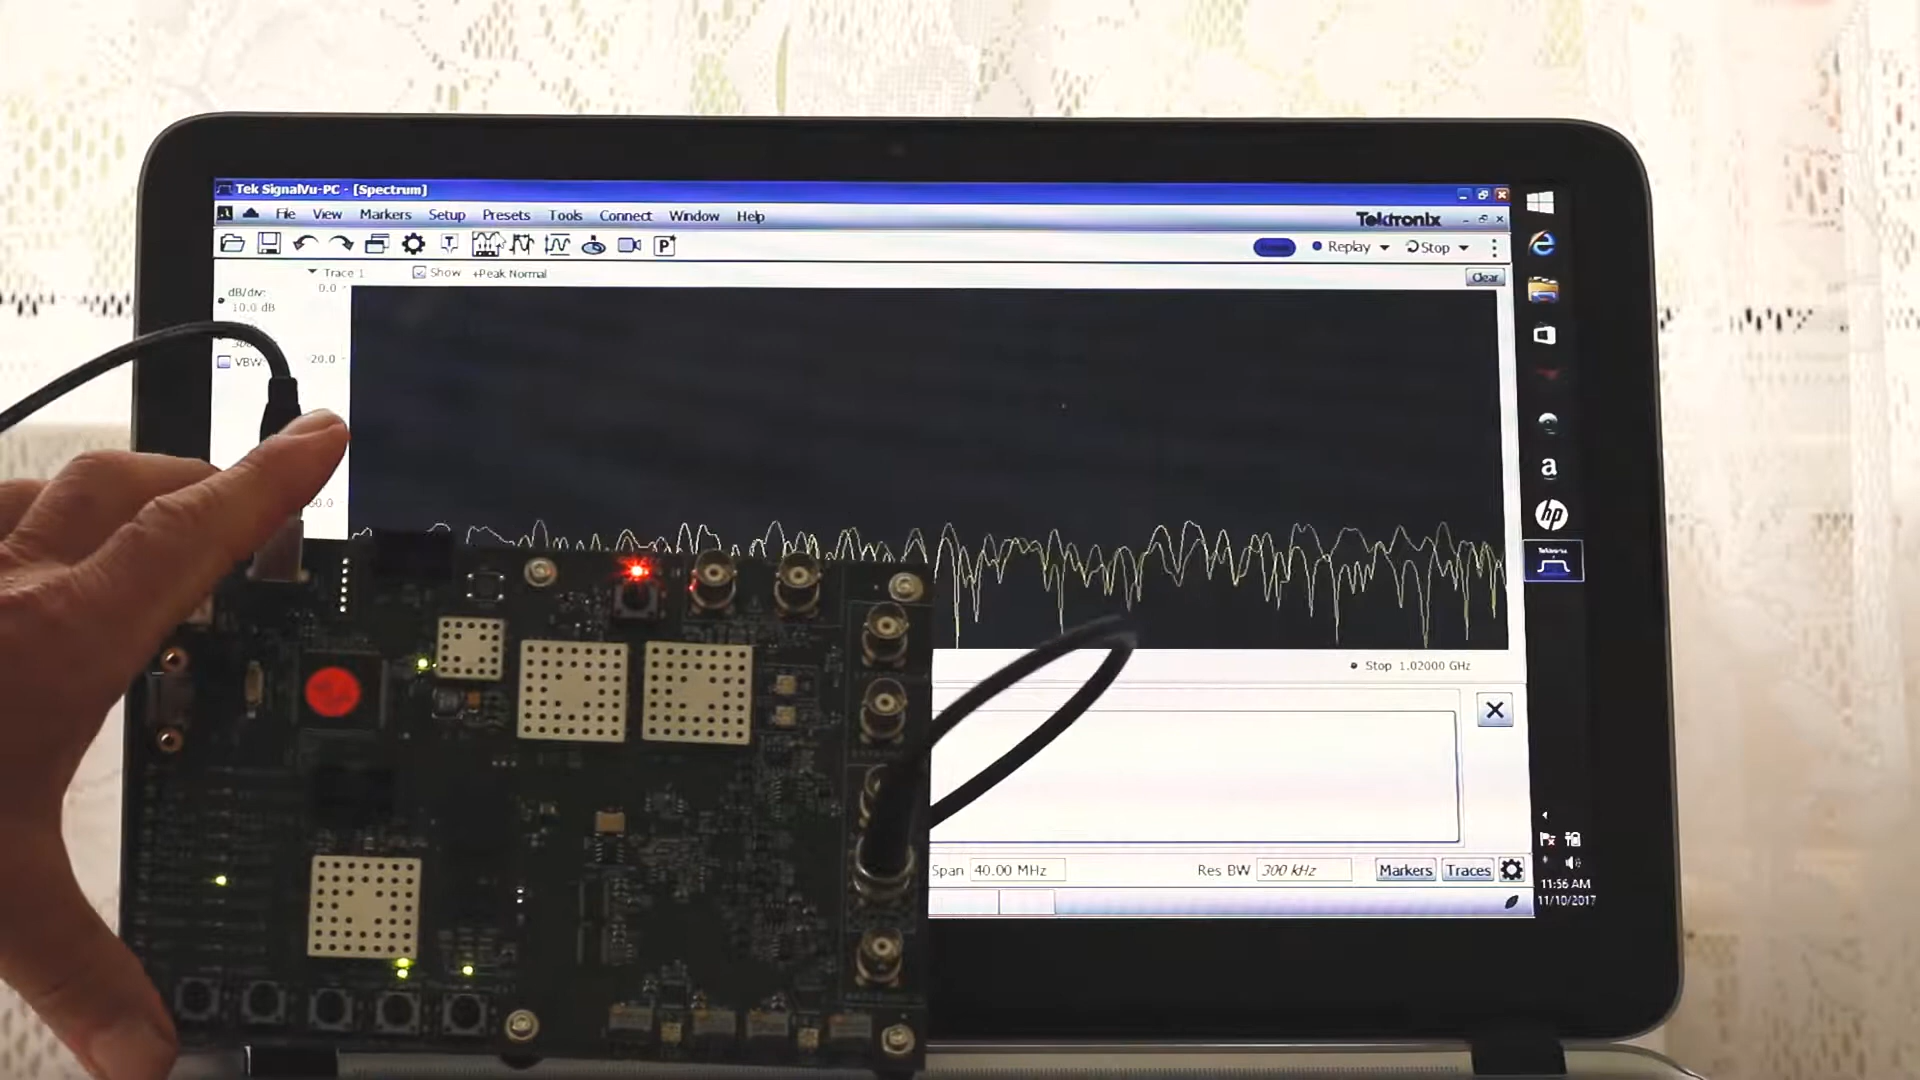 Tek SignalVu-PC - [Spectrum]
File View Markers Setup Presets Tools Connect Window Help
Tektronix
Replay Stop
Trace 1 Show +Peak Normal
Clear
dB/div:
10.0 dB
VBW:
0.0
-20.0
Stop 1.02000 GHz
Span 40.00 MHz
Res BW 300 kHz
Markers Traces
a
hp
Tektronix
11:56 AM
11/10/2017